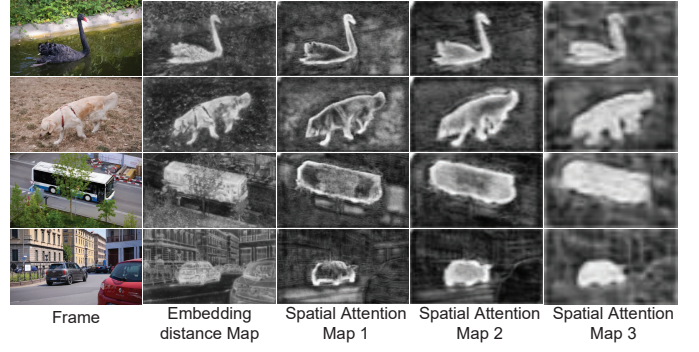 Frame
Embedding
distance Map
Spatial Attention
Map 1
Spatial Attention
Map 2
Spatial Attention
Map 3